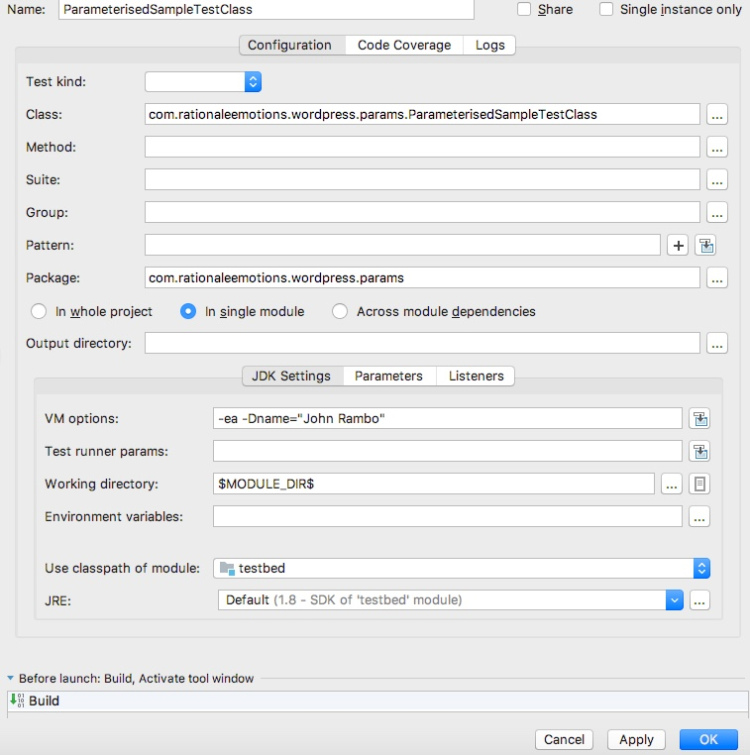 Name: ParameterisedSampleTestClass Share Single instance only
Configuration Code Coverage Logs
Test kind:
Class: com.rationaleemotions.wordpress.params.ParameterisedSampleTestClass ...
Method: ...
Suite: ...
Group: ...
Pattern: +
Package: com.rationaleemotions.wordpress.params ...
In whole project In single module Across module dependencies
Output directory: ...
JDK Settings Parameters Listeners
VM options: -ea -Dname="John Rambo"
Test runner params:
Working directory: $MODULE_DIR$ ...
Environment variables: ...
Use classpath of module: testbed
JRE: Default (1.8 - SDK of 'testbed' module) ...
Before launch: Build, Activate tool window
Build
Cancel Apply OK